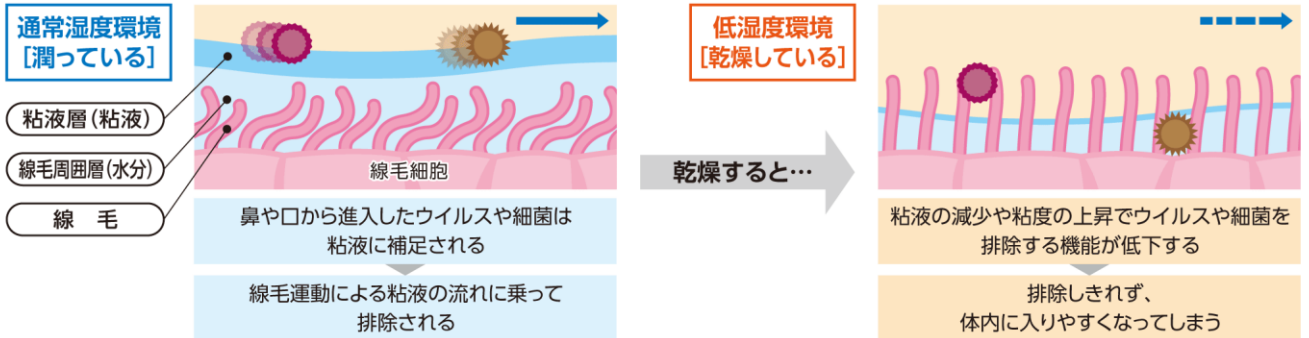 通常湿度環境
[潤っている]
粘液層(粘液)
線毛周囲層(水分)
線 毛
線毛細胞
鼻や口から進入したウイルスや細菌は
粘液に補足される
線毛運動による粘液の流れに乗って
排除される
乾燥すると…
低湿度環境
[乾燥している]
粘液の減少や粘度の上昇でウイルスや細菌を
排除する機能が低下する
排除しきれず、
体内に入りやすくなってしまう